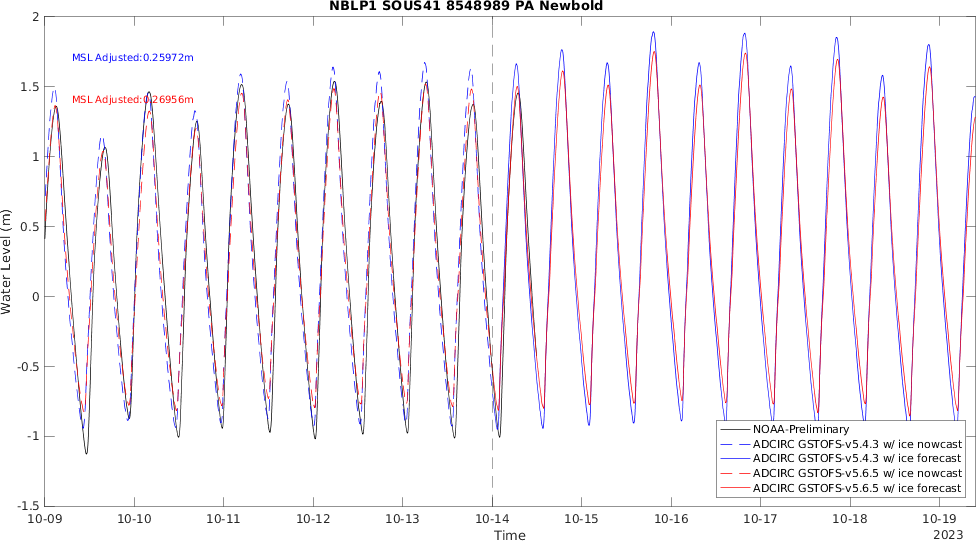 NBLP1 SOUS41 8548989 PA Newbold
2
1.5
1
0.5
0
-0.5
-1
-1.5
Water Level (m)
MSL Adjusted:0.25972m
MSL Adjusted:0.26956m
NOAA-Preliminary
ADCIRC GSTOFS-v5.4.3 w/ ice nowcast
ADCIRC GSTOFS-v5.4.3 w/ ice forecast
ADCIRC GSTOFS-v5.6.5 w/ ice nowcast
ADCIRC GSTOFS-v5.6.5 w/ ice forecast
10-09 10-10 10-11 10-12 10-13 10-14 10-15 10-16 10-17 10-18 10-19
2023
Time